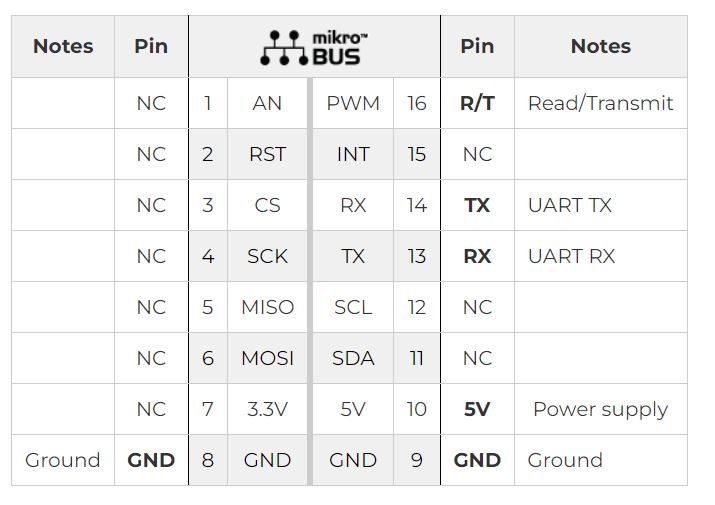 Notes Pin mikro™ BUS Pin Notes
NC 1 AN PWM 16 R/T Read/Transmit
NC 2 RST INT 15 NC
NC 3 CS RX 14 TX UART TX
NC 4 SCK TX 13 RX UART RX
NC 5 MISO SCL 12 NC
NC 6 MOSI SDA 11 NC
NC 7 3.3V 5V 10 5V Power supply
Ground GND 8 GND GND 9 GND Ground